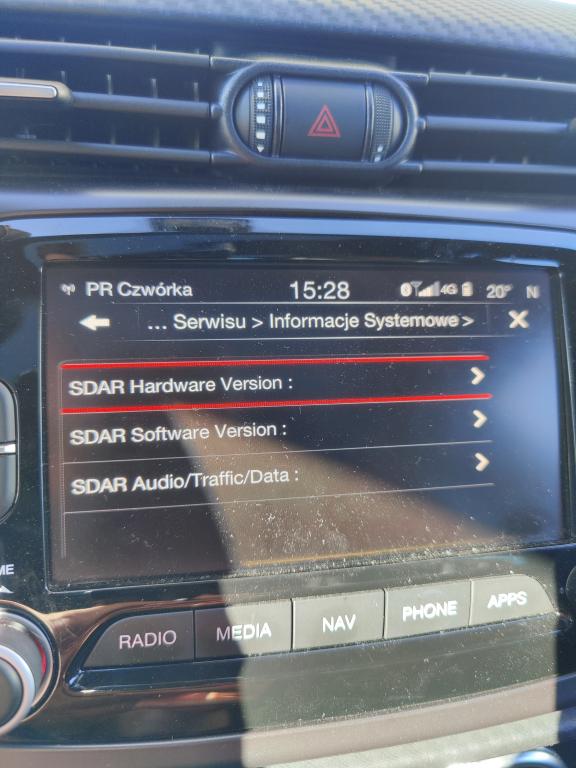 PR Czwórka 15:28 4G 20° N
... Serwisu > Informacje Systemowe >
SDAR Hardware Version :
SDAR Software Version :
SDAR Audio/Traffic/Data :
ME
RADIO MEDIA NAV PHONE APPS